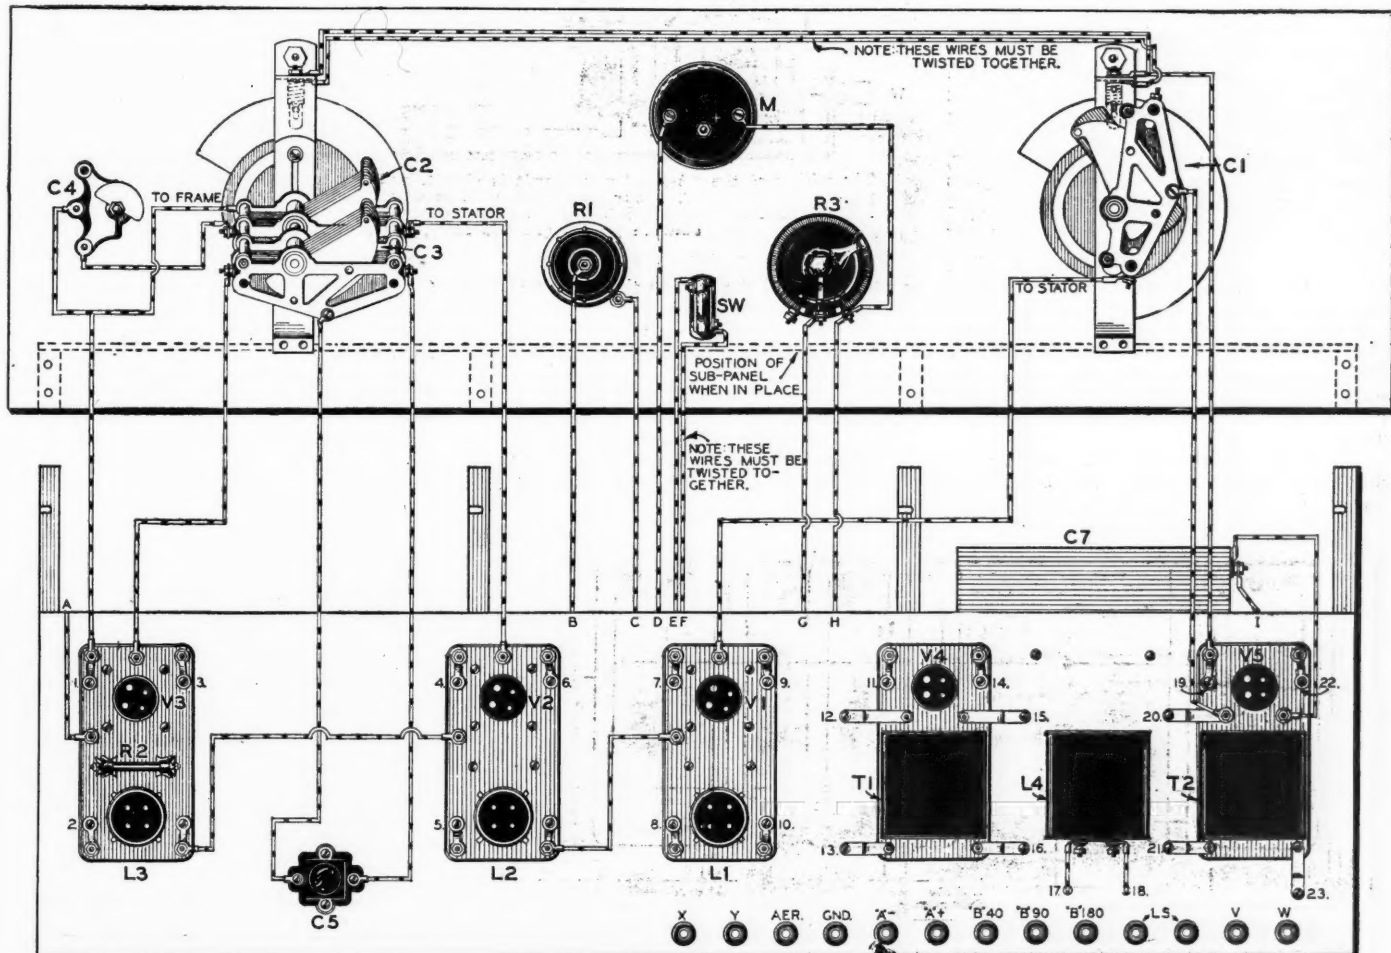 NOTE: THESE WIRES MUST BE
TWISTED TOGETHER.
M
C2
C4
TO FRAME
TO STATOR
C1
R1
R3
C3
SW
TO STATOR
POSITION OF
SUB-PANEL
WHEN IN PLACE.
NOTE: THESE
WIRES MUST BE
TWISTED TO-
GETHER.
C7
A
B
C
D
E
F
G
H
I
1.
3.
V3
4.
6.
V2
7.
9.
V1
11.
V4
14.
19.
V5
22.
12.
15.
20.
R2
T1
L4
T2
2.
5.
8.
10.
13.
16.
21.
L3
L2
L1
17.
18.
23.
C5
X
Y
AER.
GND.
"A"-
"A"+
"B"40
"B"90
"B"180
LS
V
W